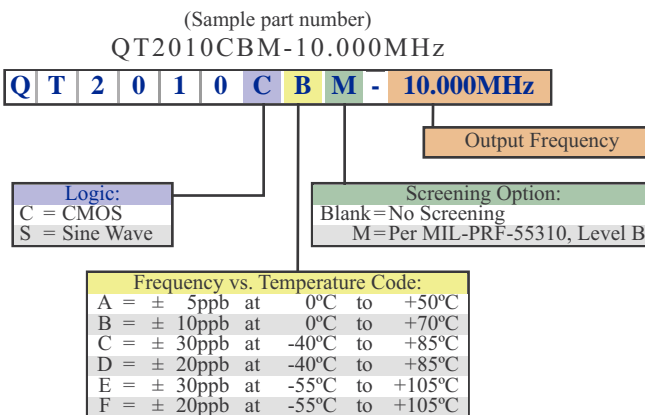 (Sample part number)
QT2010CBM-10.000MHz
Q T 2 0 1 0 C B M - 10.000MHz
Output Frequency
Logic:
C = CMOS
S = Sine Wave
Screening Option:
Blank = No Screening
M = Per MIL-PRF-55310, Level B
Frequency vs. Temperature Code:
A = ± 5ppb at 0ºC to +50ºC
B = ± 10ppb at 0ºC to +70ºC
C = ± 30ppb at -40ºC to +85ºC
D = ± 20ppb at -40ºC to +85ºC
E = ± 30ppb at -55ºC to +105ºC
F = ± 20ppb at -55ºC to +105ºC